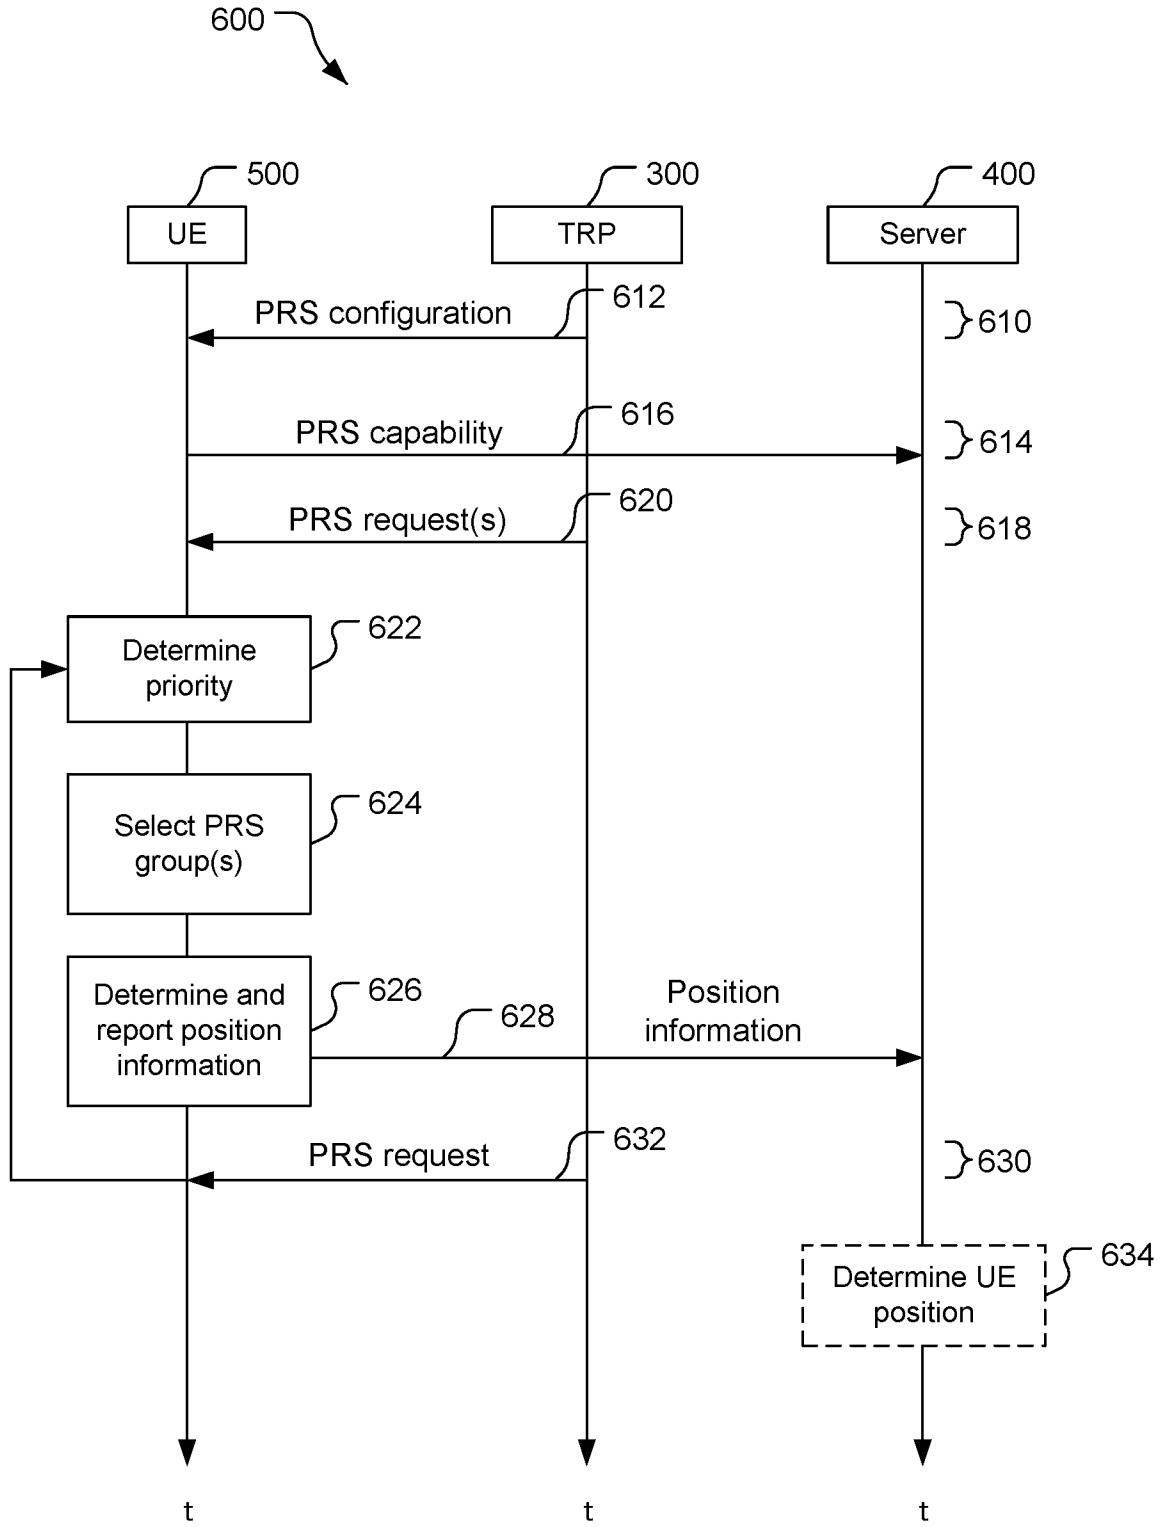 600
500
300
400
UE
TRP
Server
PRS configuration
612
610
PRS capability
616
614
PRS request(s)
620
618
Determine
priority
622
Select PRS
group(s)
624
Determine and
report position
information
626
628
Position
information
PRS request
632
630
Determine UE
position
634
t
t
t